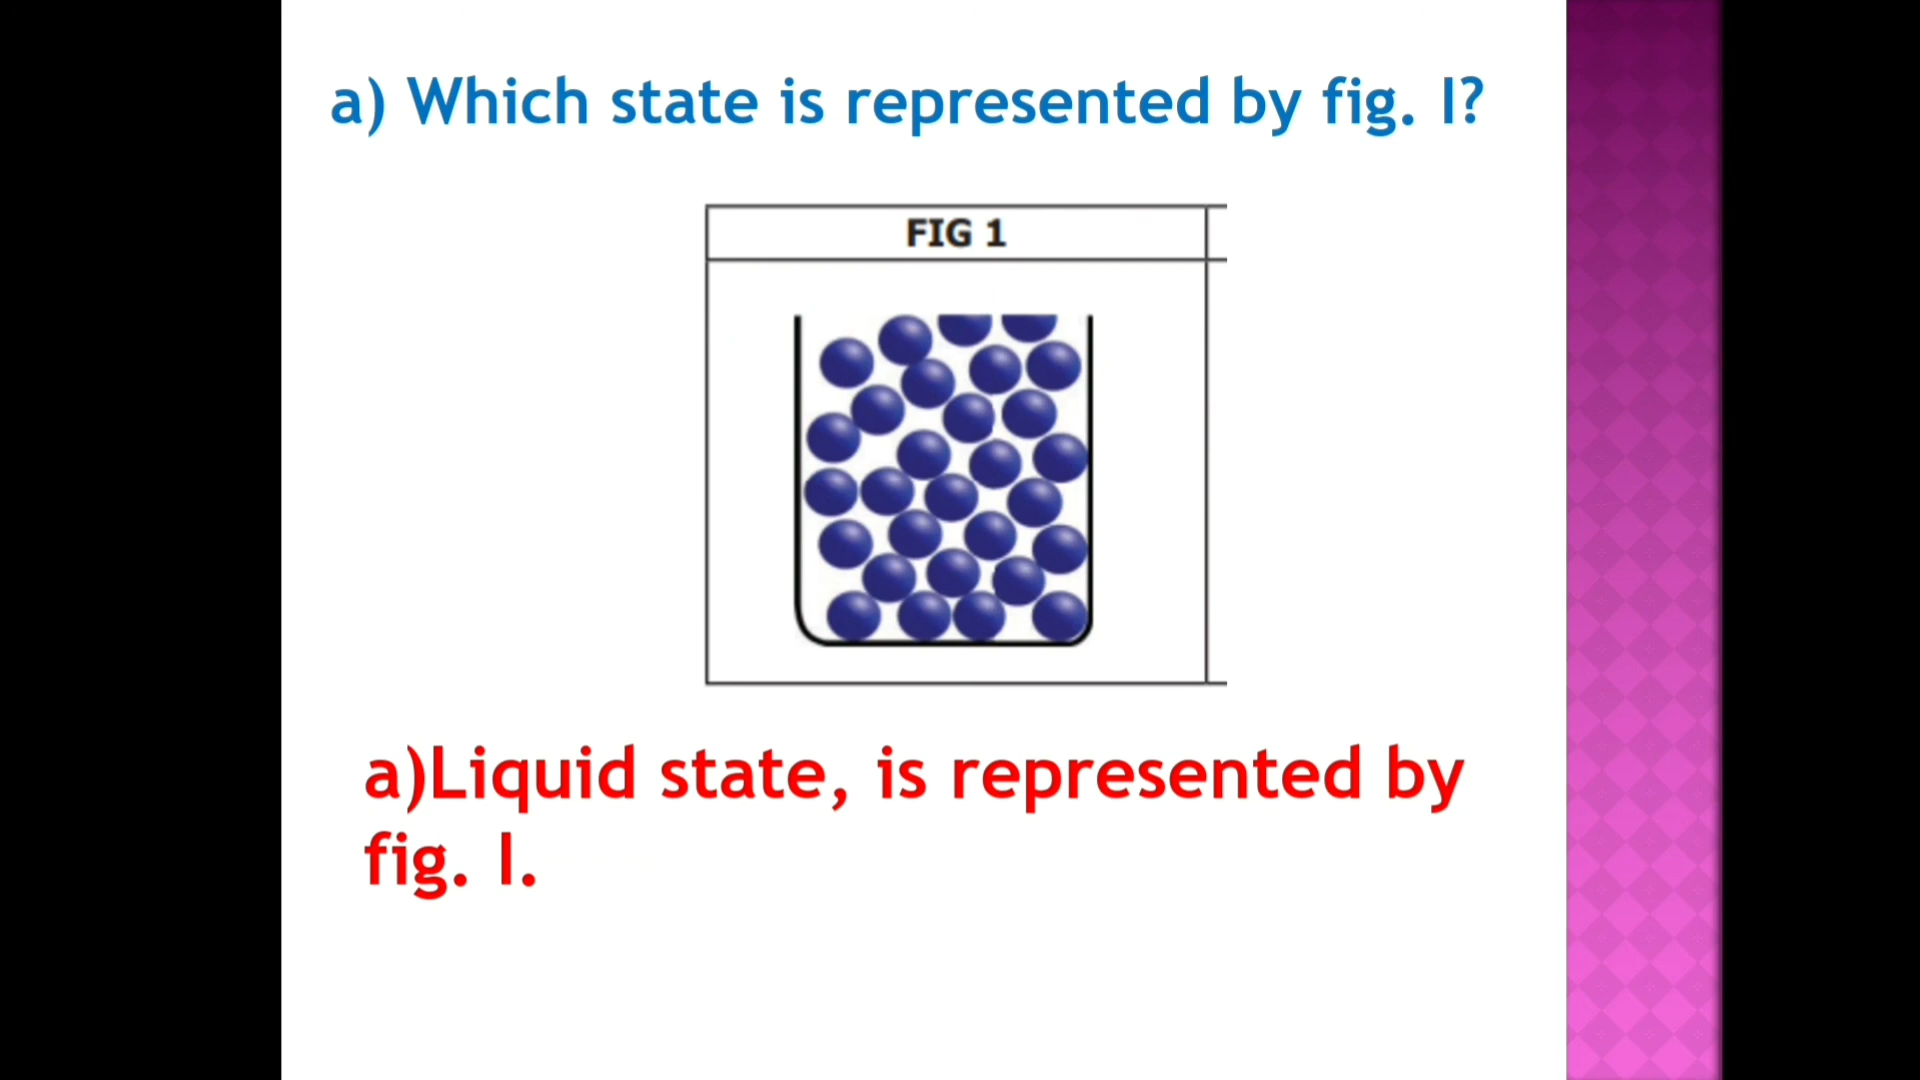 a) Which state is represented by fig. I?
FIG 1
a)Liquid state, is represented by
fig. I.